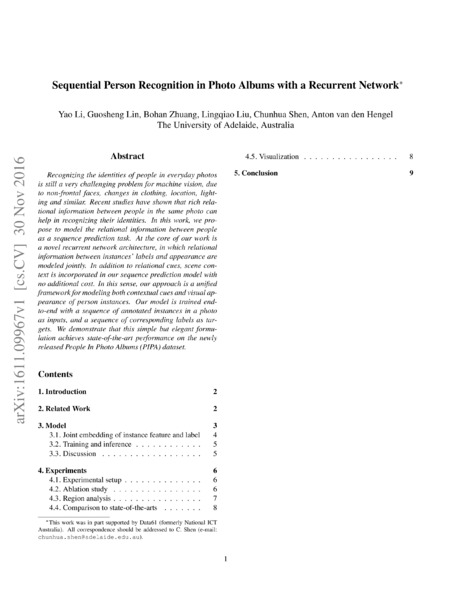 Sequential Person Recognition in Photo Albums with a Recurrent Network*
Yao Li, Guosheng Lin, Bohan Zhuang, Lingqiao Liu, Chunhua Shen, Anton van den Hengel
The University of Adelaide, Australia
arXiv:1611.09967v1 [cs.CV] 30 Nov 2016
Abstract
Recognizing the identities of people in everyday photos
is still a very challenging problem for machine vision, due
to non-frontal faces, changes in clothing, location, light-
ing and similar. Recent studies have shown that rich rela-
tional information between people in the same photo can
help in recognizing their identities. In this work, we pro-
pose to model the relational information between people
as a sequence prediction task. At the core of our work is
a novel recurrent network architecture, in which relational
information between instances' labels and appearance are
modeled jointly. In addition to relational cues, scene con-
text is incorporated in our sequence prediction model with
no additional cost. In this sense, our approach is a unified
framework for modeling both contextual cues and visual ap-
pearance of person instances. Our model is trained end-
to-end with a sequence of annotated instances in a photo
as inputs, and a sequence of corresponding labels as tar-
gets. We demonstrate that this simple but elegant formu-
lation achieves state-of-the-art performance on the newly
released People In Photo Albums (PIPA) dataset.
Contents
1. Introduction 2
2. Related Work 2
3. Model 3
3.1. Joint embedding of instance feature and label 4
3.2. Training and inference . . . . . . . . . . . . 5
3.3. Discussion . . . . . . . . . . . . . . . . . . 5
4. Experiments 6
4.1. Experimental setup . . . . . . . . . . . . . . 6
4.2. Ablation study . . . . . . . . . . . . . . . . 6
4.3. Region analysis . . . . . . . . . . . . . . . . 7
4.4. Comparison to state-of-the-arts . . . . . . . 8
*This work was in part supported by Data61 (formerly National ICT
Australia). All correspondence should be addressed to C. Shen (e-mail:
chunhua.shen@adelaide.edu.au).
4.5. Visualization . . . . . . . . . . . . . . . . . 8
5. Conclusion 9
1